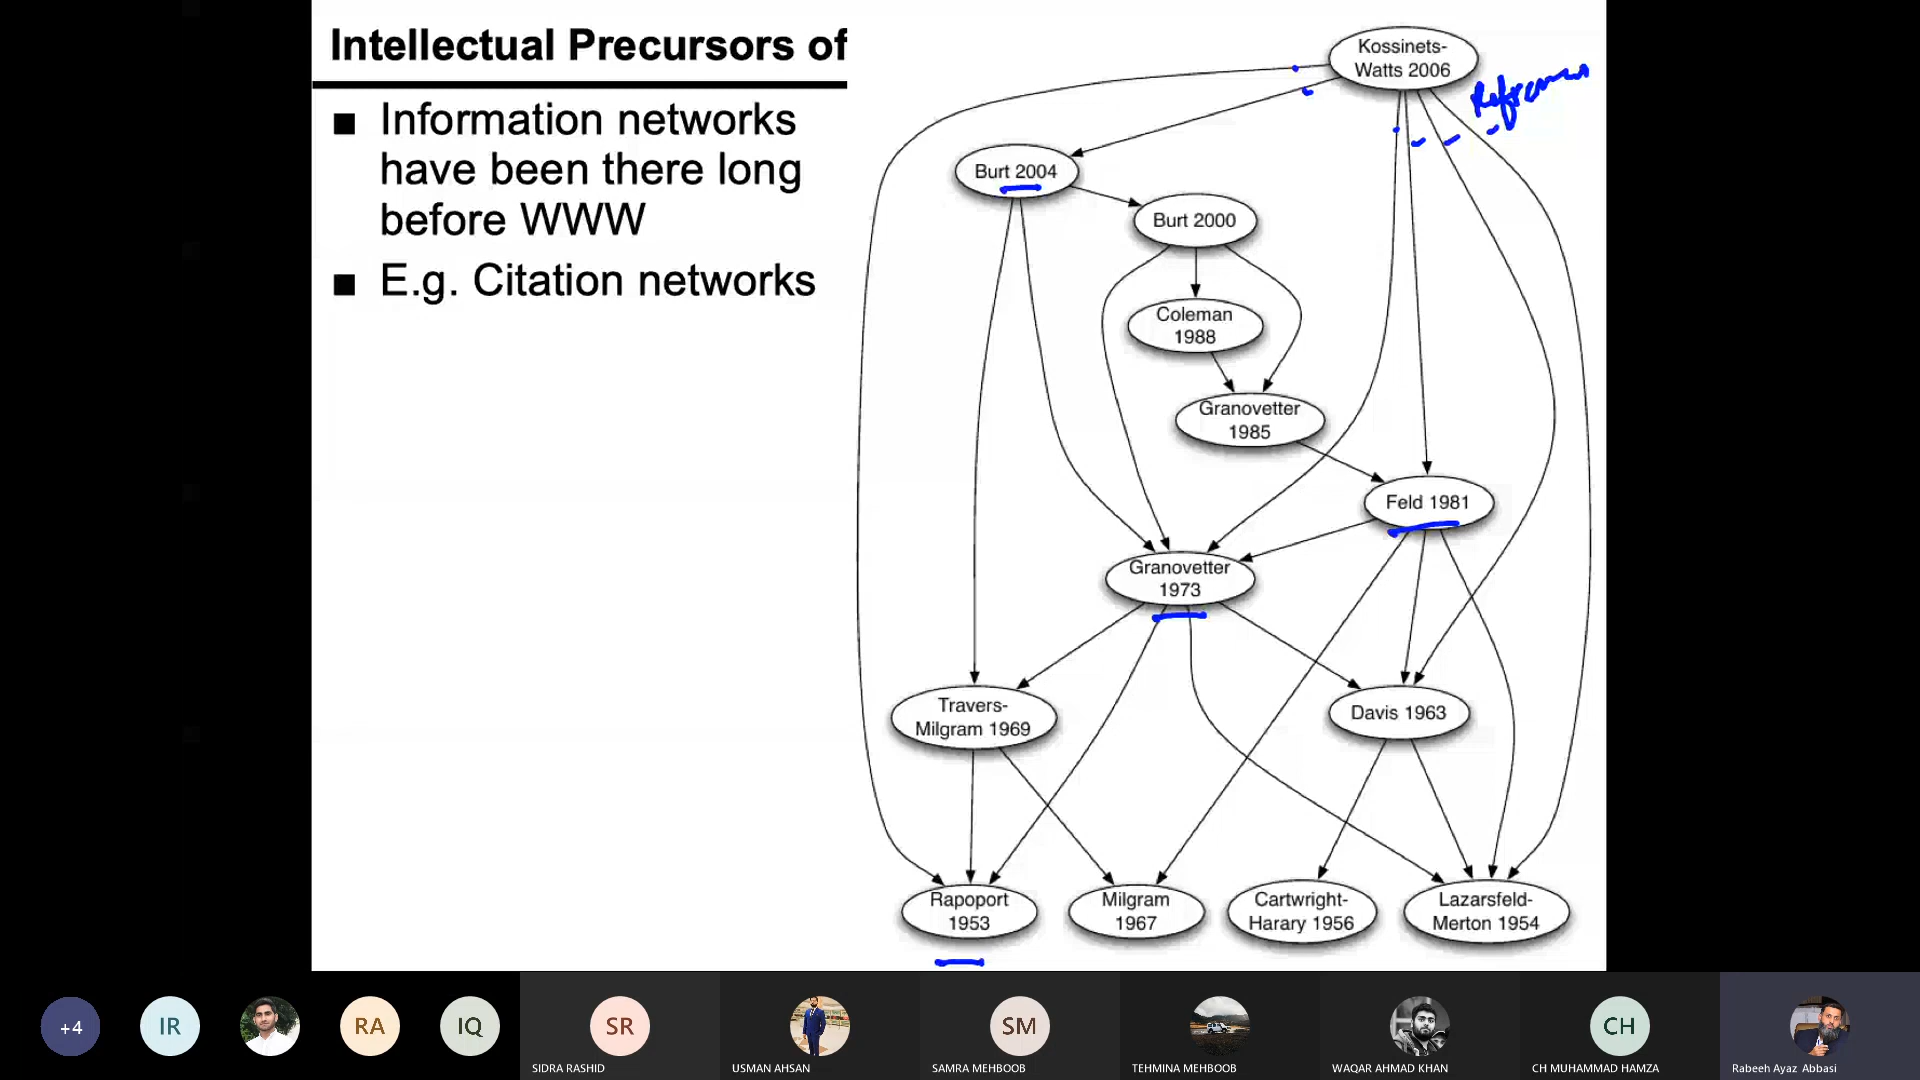 Intellectual Precursors of
■ Information networks
have been there long
before WWW
■ E.g. Citation networks
Kossinets-
Watts 2006
Burt 2004
Burt 2000
Coleman
1988
Granovetter
1985
Feld 1981
Granovetter
1973
Travers-
Milgram 1969
Davis 1963
Rapoport
1953
Milgram
1967
Cartwright-
Harary 1956
Lazarsfeld-
Merton 1954
+4
IR
RA
IQ
SR
SM
CH
SIDRA RASHID
USMAN AHSAN
SAMRA MEHBOOB
TEHMINA MEHBOOB
WAQAR AHMAD KHAN
CH MUHAMMAD HAMZA
Rabeeh Ayaz Abbasi